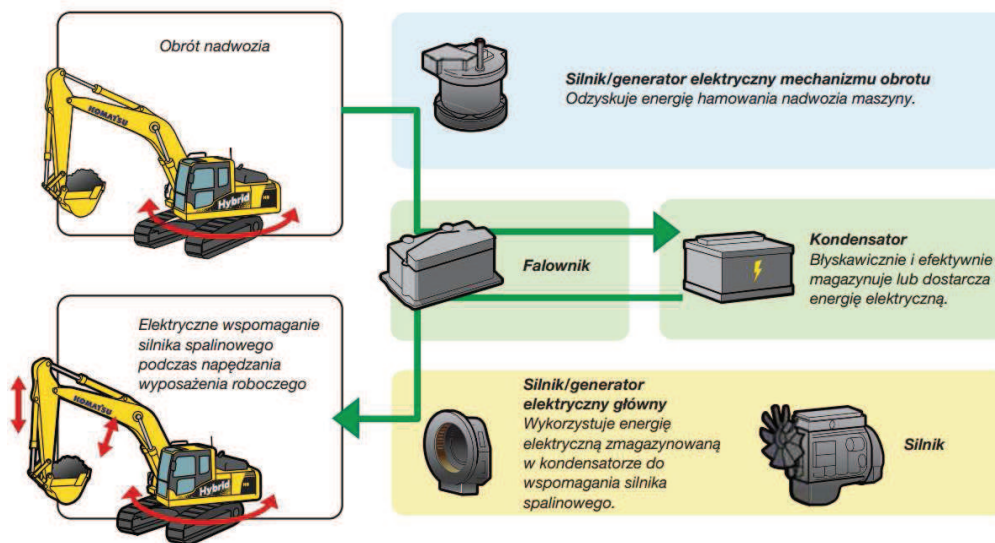 Obrót nadwozia
KOMATSU
Hybrid
Silnik/generator elektryczny mechanizmu obrotu
Odzyskuje energię hamowania nadwozia maszyny.
Falownik
Kondensator
Błyskawicznie i efektywnie
magazynuje lub dostarcza
energię elektryczną.
Elektryczne wspomaganie
silnika spalinowego
podczas napędzania
wyposażenia roboczego
KOMATSU
Hybrid
Silnik/generator
elektryczny główny
Wykorzystuje energię
elektryczną zmagazynowaną
w kondensatorze do
wspomagania silnika
spalinowego.
Silnik